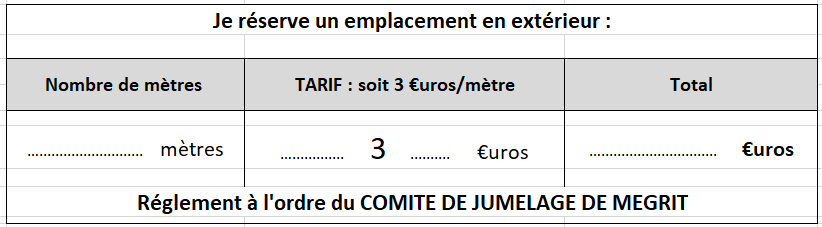 Je réserve un emplacement en extérieur :
Nombre de mètres TARIF : soit 3 €uros/mètre Total
............................. mètres ................ 3 .......... €uros ................................ €uros
Réglement à l'ordre du COMITE DE JUMELAGE DE MEGRIT